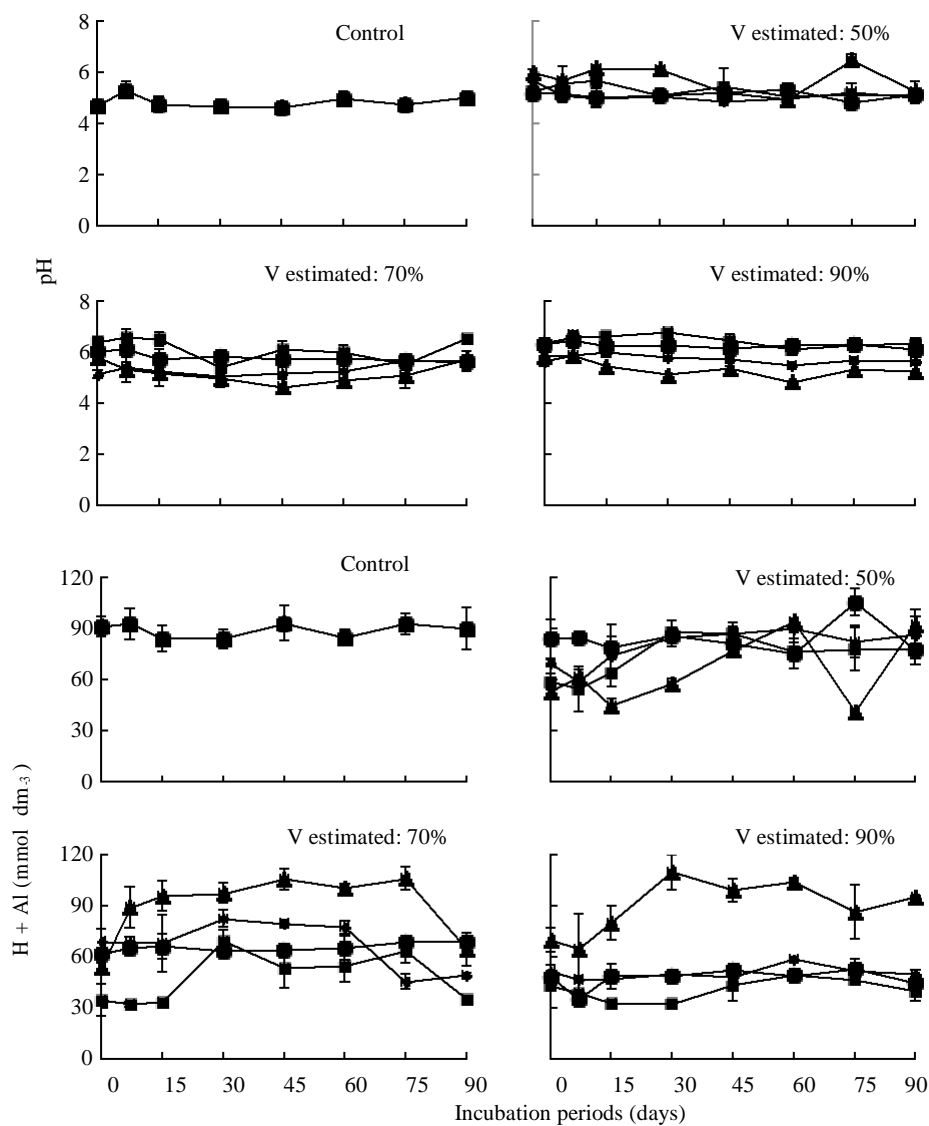 Control
8
6
4
2
0
V estimated: 50%
pH
V estimated: 70%
8
6
4
2
0
V estimated: 90%
Control
120
90
60
30
0
V estimated: 50%
H + Al (mmol dm-3)
V estimated: 70%
120
90
60
30
0
0 15 30 45 60 75 90
V estimated: 90%
0 15 30 45 60 75 90
Incubation periods (days)